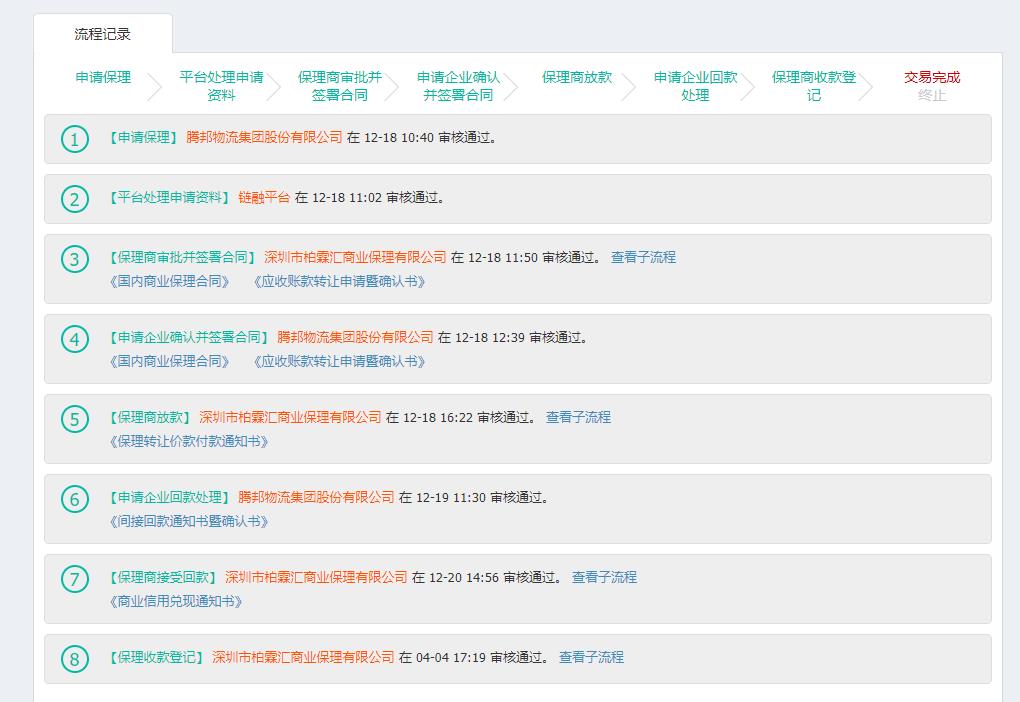 流程记录
申请保理
平台处理申请
资料
保理商审批并
签署合同
申请企业确认
并签署合同
保理商放款
申请企业回款
处理
保理商收款登
记
交易完成
终止
1 【申请保理】 腾邦物流集团股份有限公司 在 12-18 10:40 审核通过。
2 【平台处理申请资料】 链融平台 在 12-18 11:02 审核通过。
3 【保理商审批并签署合同】 深圳市柏霖汇商业保理有限公司 在 12-18 11:50 审核通过。 查看子流程
《国内商业保理合同》 《应收账款转让申请暨确认书》
4 【申请企业确认并签署合同】 腾邦物流集团股份有限公司 在 12-18 12:39 审核通过。
《国内商业保理合同》 《应收账款转让申请暨确认书》
5 【保理商放款】 深圳市柏霖汇商业保理有限公司 在 12-18 16:22 审核通过。 查看子流程
《保理转让价款付款通知书》
6 【申请企业回款处理】 腾邦物流集团股份有限公司 在 12-19 11:30 审核通过。
《间接回款通知书暨确认书》
7 【保理商接受回款】 深圳市柏霖汇商业保理有限公司 在 12-20 14:56 审核通过。 查看子流程
《商业信用兑现通知书》
8 【保理收款登记】 深圳市柏霖汇商业保理有限公司 在 04-04 17:19 审核通过。 查看子流程